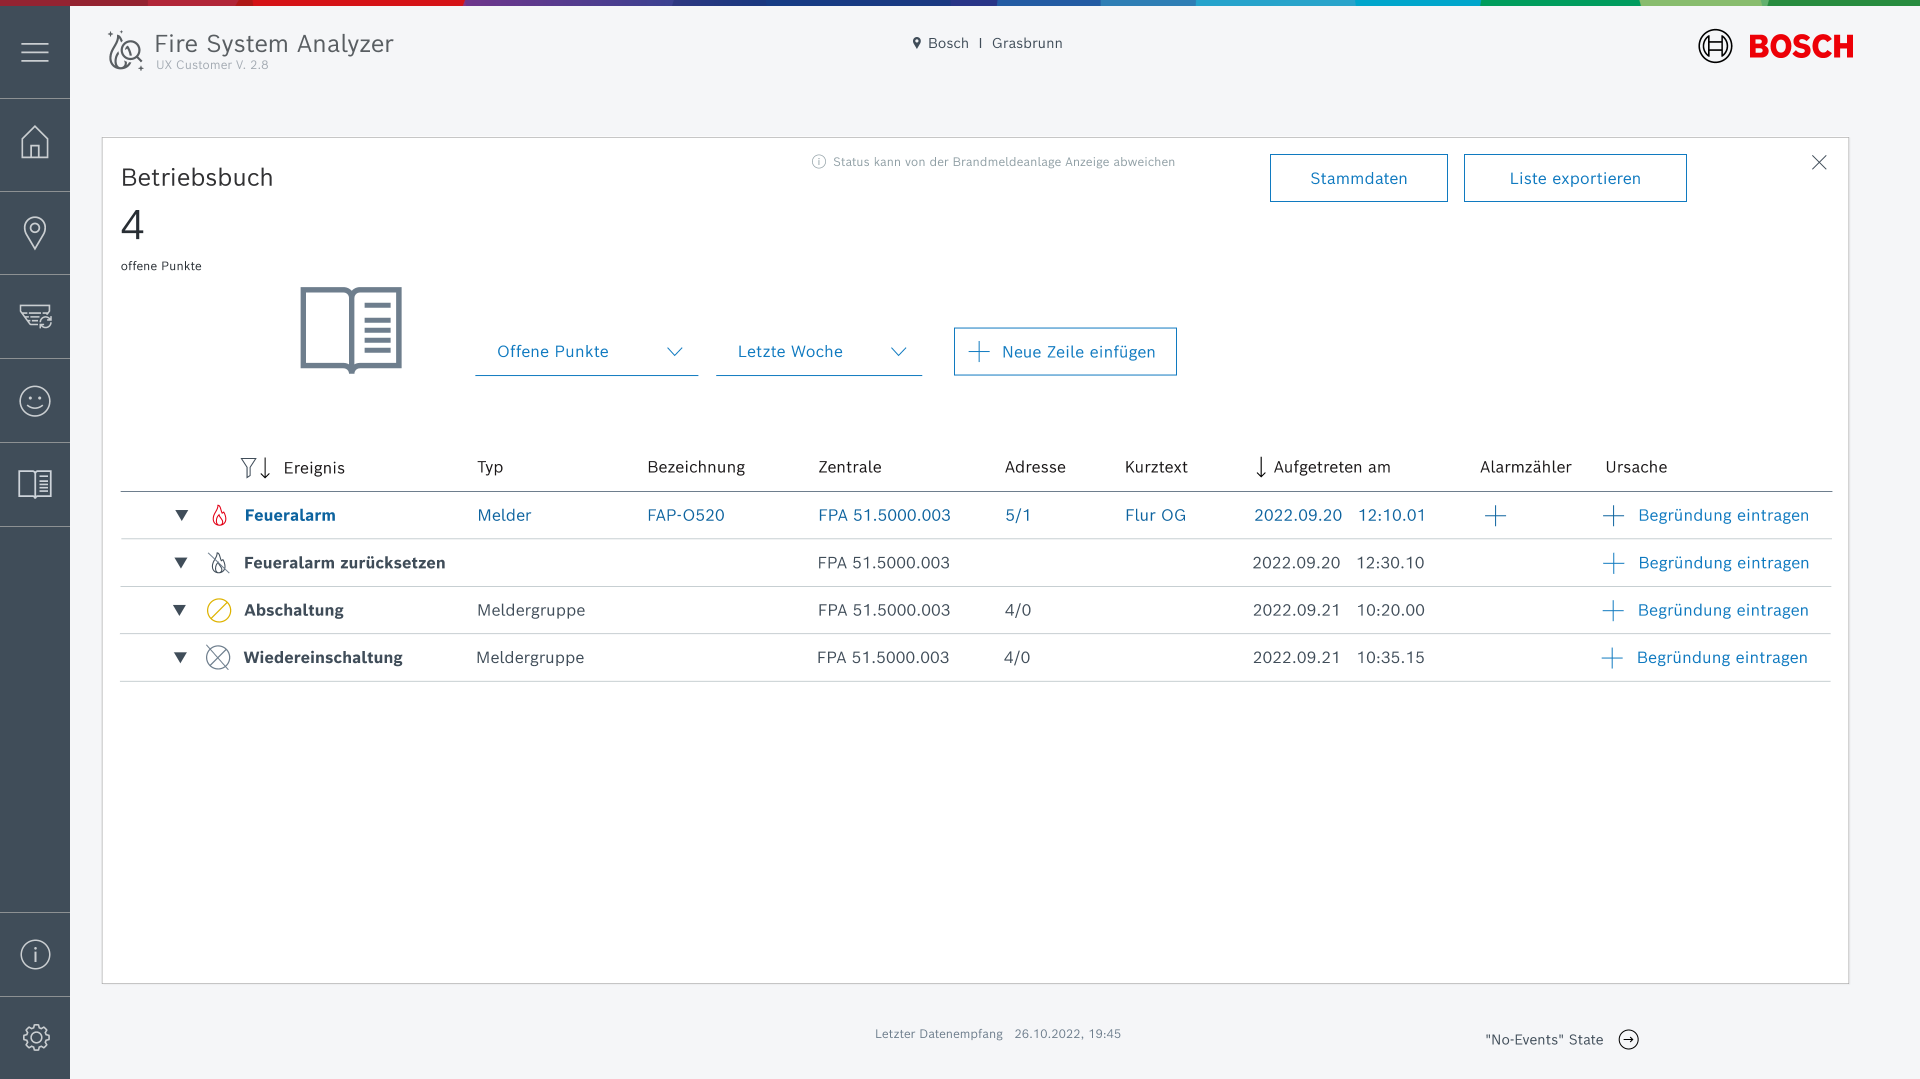 Fire System Analyzer
UX Customer V. 2.8
Bosch I Grasbrunn
BOSCH
Betriebsbuch
Status kann von der Brandmeldeanlage Anzeige abweichen
Stammdaten
Liste exportieren
4
offene Punkte
Offene Punkte
Letzte Woche
Neue Zeile einfügen
Ereignis Typ Bezeichnung Zentrale Adresse Kurztext Aufgetreten am Alarmzähler Ursache
Feueralarm Melder FAP-O520 FPA 51.5000.003 5/1 Flur OG 2022.09.20 12:10.01 Begründung eintragen
Feueralarm zurücksetzen FPA 51.5000.003 2022.09.20 12:30.10 Begründung eintragen
Abschaltung Meldergruppe FPA 51.5000.003 4/0 2022.09.21 10:20.00 Begründung eintragen
Wiedereinschaltung Meldergruppe FPA 51.5000.003 4/0 2022.09.21 10:35.15 Begründung eintragen
Letzter Datenempfang 26.10.2022, 19:45
"No-Events" State